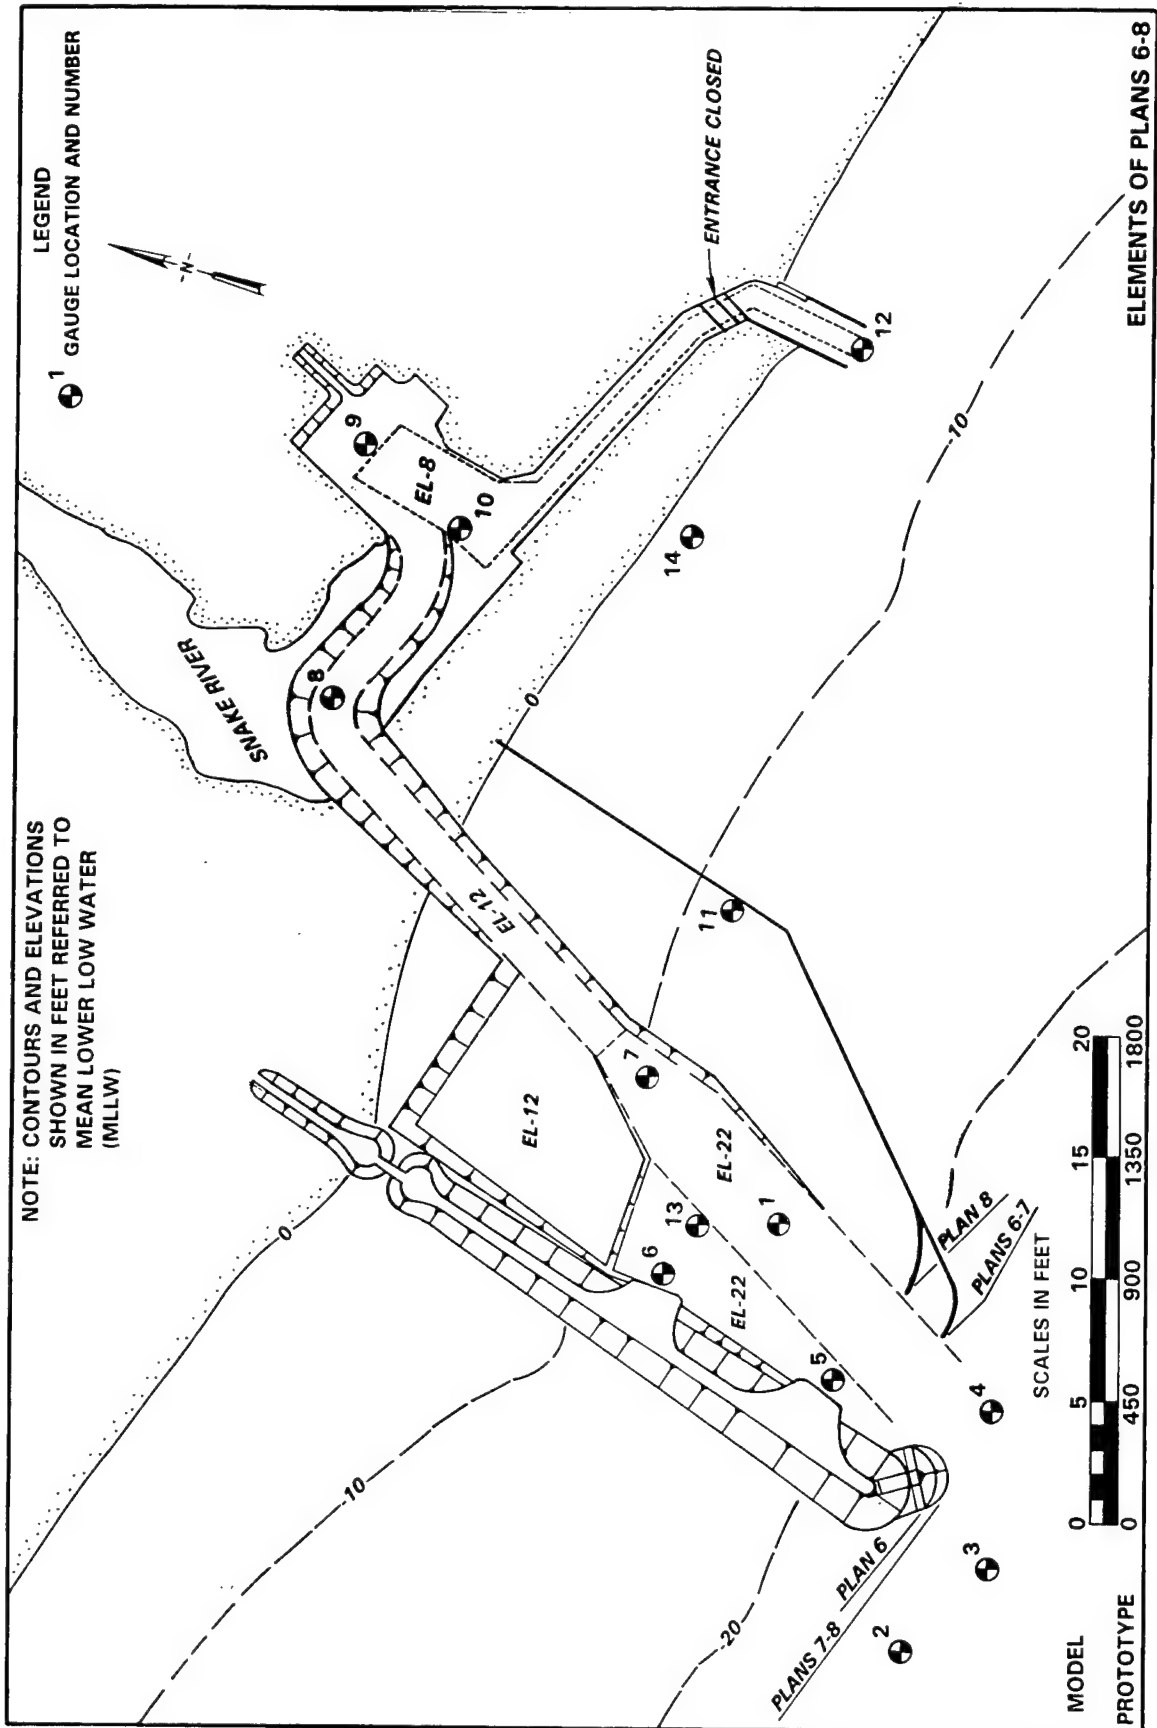 NOTE: CONTOURS AND ELEVATIONS
SHOWN IN FEET REFERRED TO
MEAN LOWER LOW WATER
(MLLW)
LEGEND
1 GAUGE LOCATION AND NUMBER
-N-
SNAKE RIVER
8
9
EL-8
10
ENTRANCE CLOSED
12
14
0
0
-10
EL-12
EL-12
11
7
EL-22
13
1
6
EL-22
5
4
PLAN 8
PLANS 6-7
-10
-20
PLAN 6
PLANS 7-8
2
3
SCALES IN FEET
MODEL
0 5 10 15 20
PROTOTYPE
0 450 900 1350 1800
ELEMENTS OF PLANS 6-8